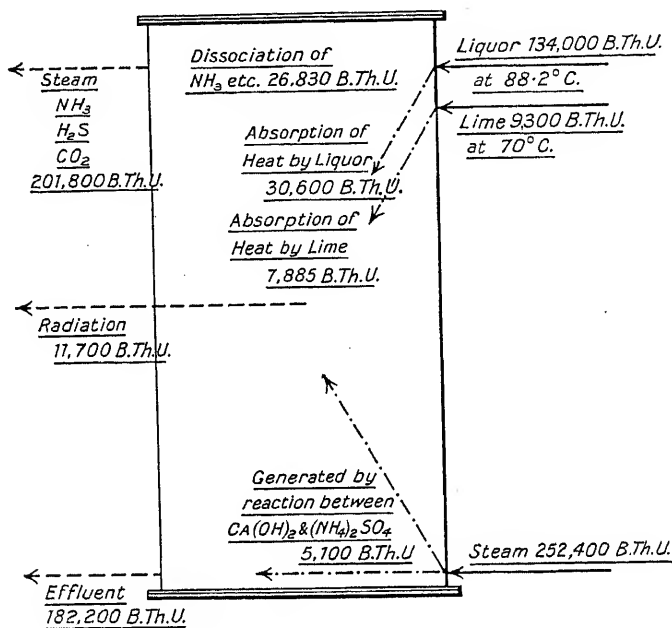 Steam
NH₃
H₂S
CO₂
201,800 B.Th.U.
Dissociation of
NH₃ etc. 26,830 B.Th.U.
Liquor 134,000 B.Th.U.
at 88·2° C.
Lime 9,300 B.Th.U.
at 70° C.
Absorption of
Heat by Liquor
30,600 B.Th.U.
Absorption of
Heat by Lime
7,885 B.Th.U.
Radiation
11,700 B.Th.U.
Generated by
reaction between
CA(OH)₂&(NH₄)₂SO₄
5,100 B.Th.U
Steam 252,400 B.Th.U.
Effluent
182,200 B.Th.U.